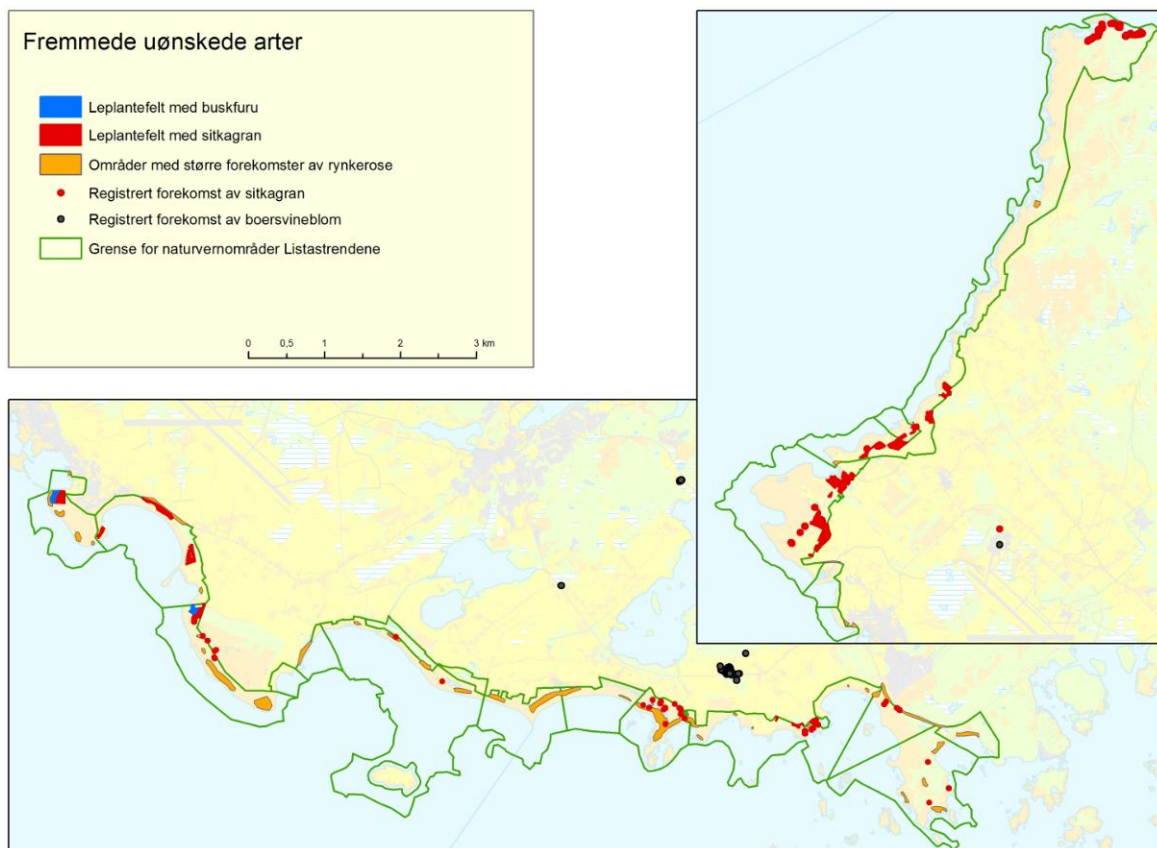 Fremmede uønskede arter
Leplantefelt med buskfuru
Leplantefelt med sitkagran
Områder med større forekomster av rynkerose
Registrert forekomst av sitkagran
Registrert forekomst av boersvineblom
Grense for naturvernområder Listastrendene
0 0,5 1 2 3 km